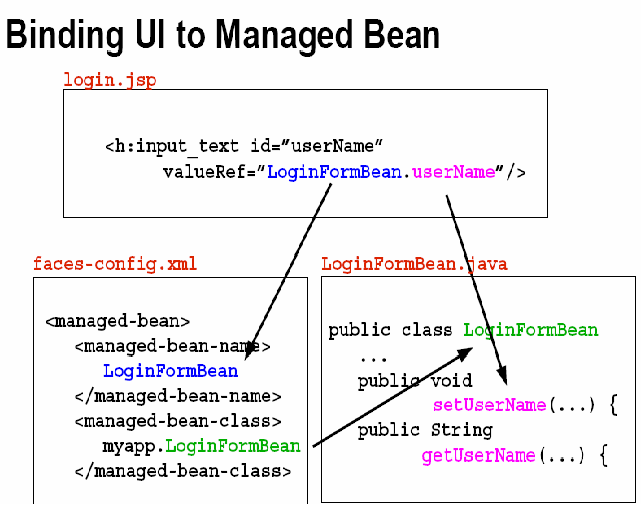 Binding UI to Managed Bean
login.jsp
<h:input_text id="userName"
valueRef="LoginFormBean.userName"/>
faces-config.xml
<managed-bean>
<managed-bean-name>
LoginFormBean
</managed-bean-name>
<managed-bean-class>
myapp.LoginFormBean
</managed-bean-class>
LoginFormBean.java
public class LoginFormBean
...
public void
setUserName(...) {
public String
getUserName(...) {